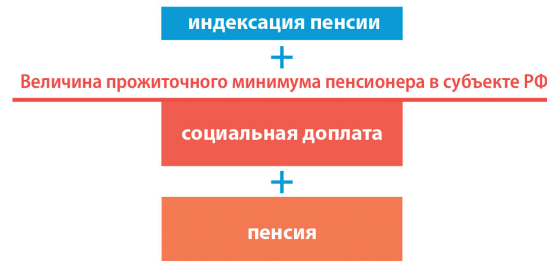 индексация пенсии
+
Величина прожиточного минимума пенсионера в субъекте РФ
социальная доплата
+
пенсия